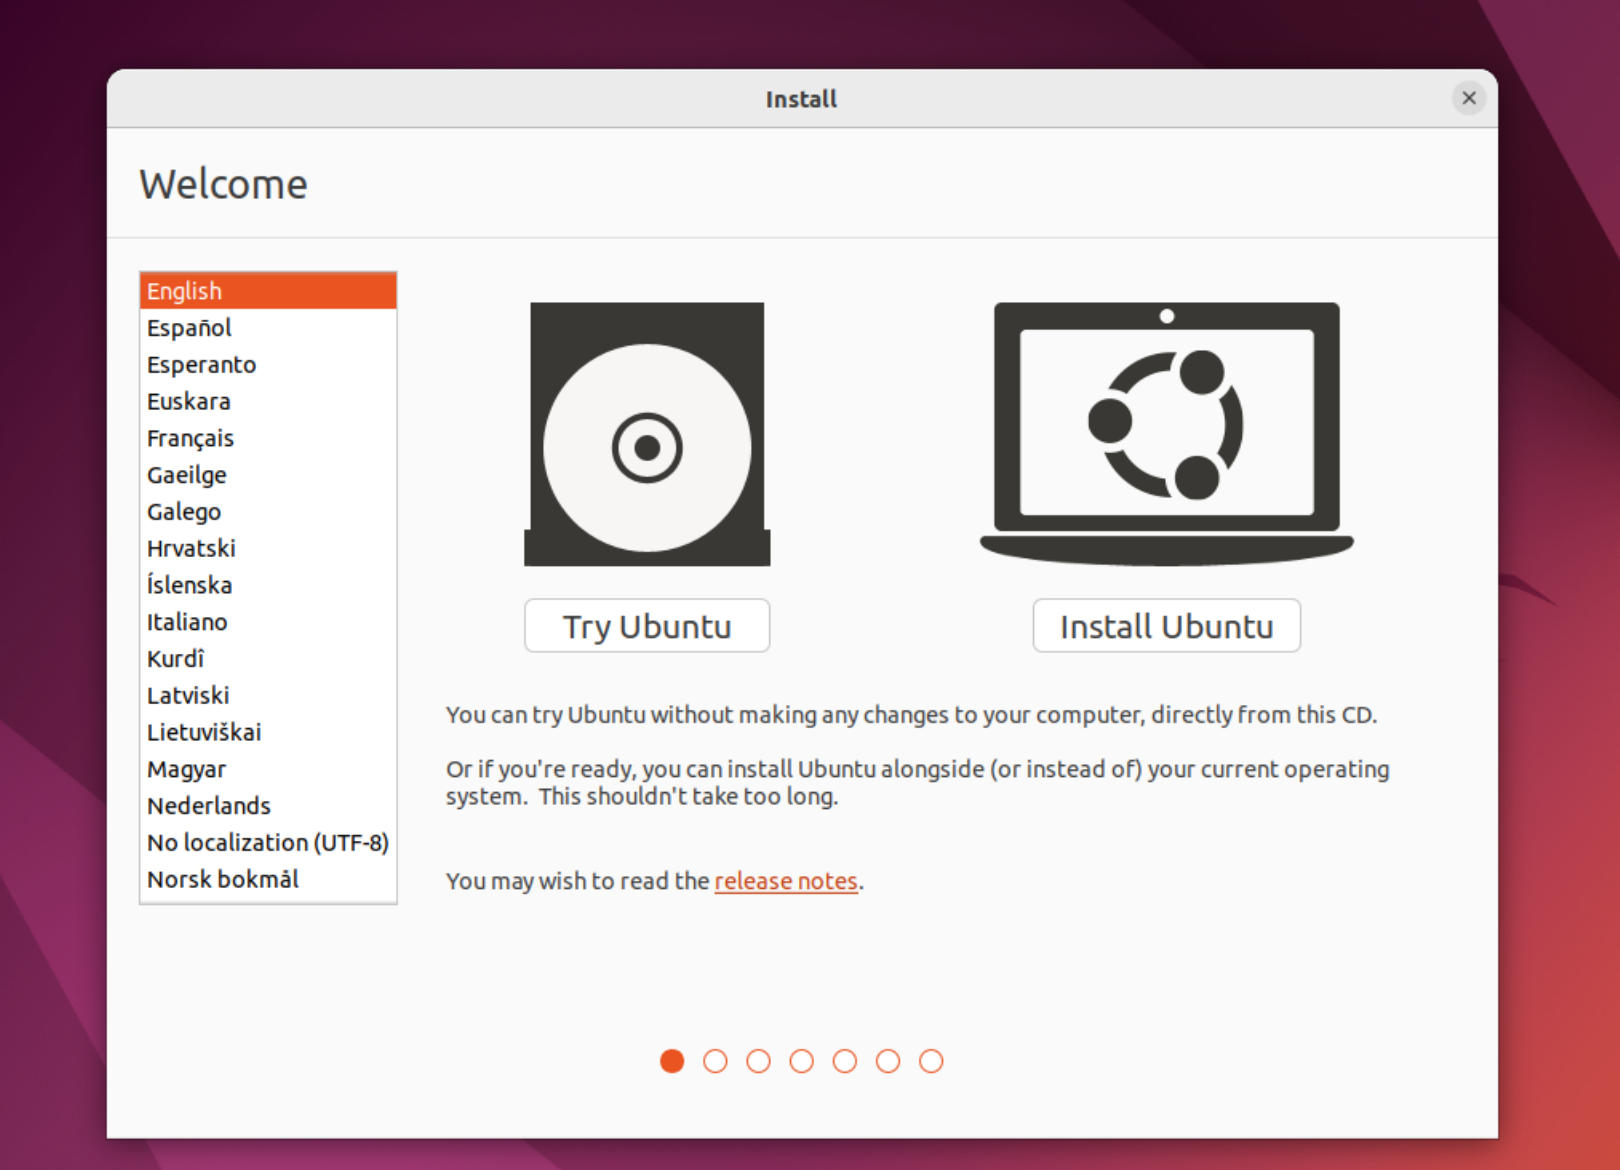 Install
Welcome
English
Español
Esperanto
Euskara
Français
Gaeilge
Galego
Hrvatski
Íslenska
Italiano
Kurdî
Latviski
Lietuviškai
Magyar
Nederlands
No localization (UTF-8)
Norsk bokmål
Try Ubuntu
Install Ubuntu
You can try Ubuntu without making any changes to your computer, directly from this CD.
Or if you're ready, you can install Ubuntu alongside (or instead of) your current operating
system.  This shouldn't take too long.
You may wish to read the release notes.